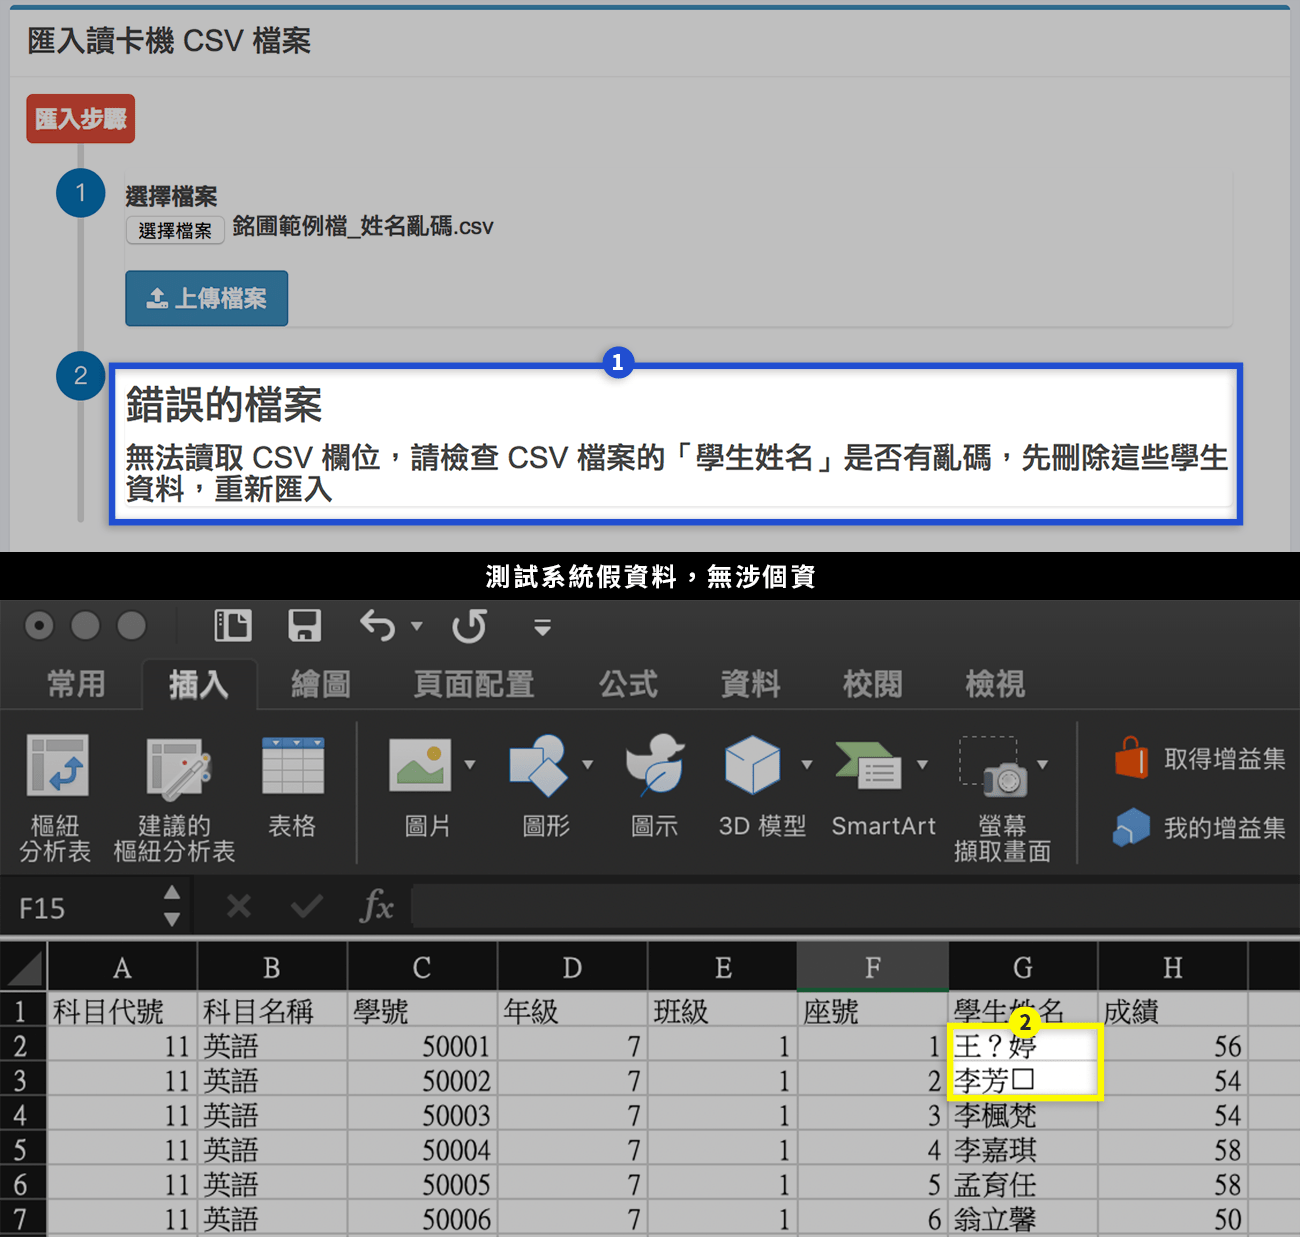 匯入讀卡機 CSV 檔案
匯入步驟
1
選擇檔案
選擇檔案 銘圃範例檔_姓名亂碼.csv
上傳檔案
1
2
錯誤的檔案
無法讀取 CSV 欄位，請檢查 CSV 檔案的「學生姓名」是否有亂碼，先刪除這些學生
資料，重新匯入
測試系統假資料，無涉個資
常用 插入 繪圖 頁面配置 公式 資料 校閱 檢視
樞紐
分析表
建議的
樞紐分析表
表格
圖片
圖形
圖示
3D 模型
SmartArt
螢幕
擷取畫面
取得增益集
我的增益集
F15 fx
A B C D E F G H
1 科目代號 科目名稱 學號 年級 班級 座號 學生姓名 成績
2
2 11 英語 50001 7 1 1 王？婷 56
3 11 英語 50002 7 1 2 李芳□ 54
4 11 英語 50003 7 1 3 李楓梵 54
5 11 英語 50004 7 1 4 李嘉琪 58
6 11 英語 50005 7 1 5 孟育任 58
7 11 英語 50006 7 1 6 翁立馨 50